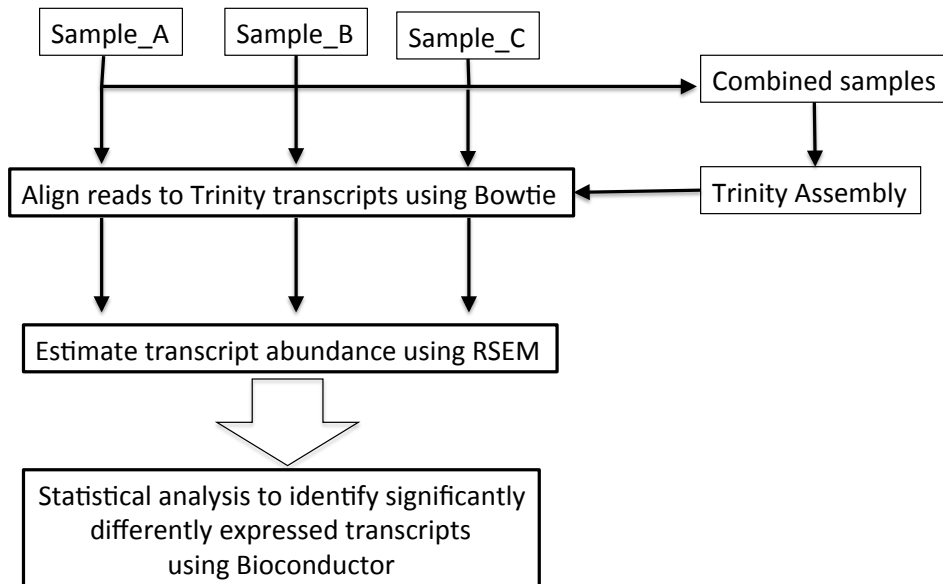 Sample_A
Sample_B
Sample_C
Combined samples
Align reads to Trinity transcripts using Bowtie
Trinity Assembly
Estimate transcript abundance using RSEM
Statistical analysis to identify significantly
differently expressed transcripts
using Bioconductor